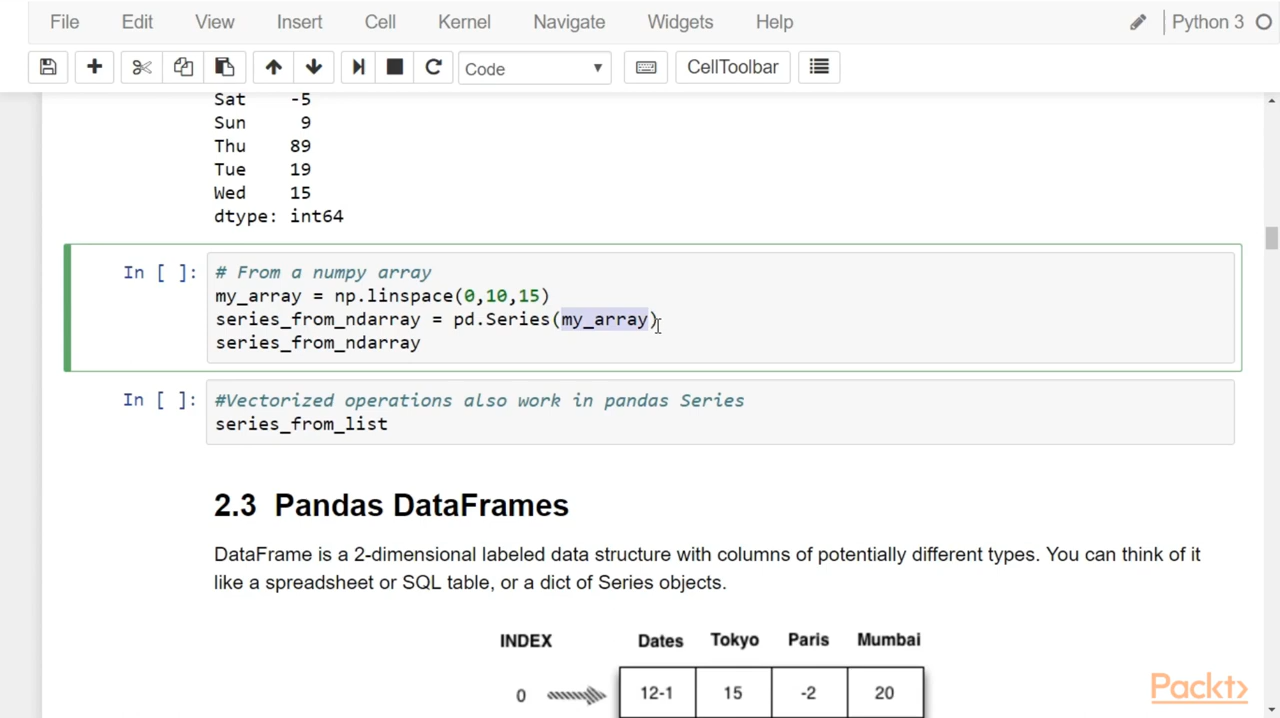 File Edit View Insert Cell Kernel Navigate Widgets Help Python 3
Code CellToolbar
Sat -5
Sun 9
Thu 89
Tue 19
Wed 15
dtype: int64
In [ ]: # From a numpy array
my_array = np.linspace(0,10,15)
series_from_ndarray = pd.Series(my_array)
series_from_ndarray
In [ ]: #Vectorized operations also work in pandas Series
series_from_list
2.3 Pandas DataFrames
DataFrame is a 2-dimensional labeled data structure with columns of potentially different types. You can think of it
like a spreadsheet or SQL table, or a dict of Series objects.
INDEX Dates Tokyo Paris Mumbai
0 12-1 15 -2 20
Packt>